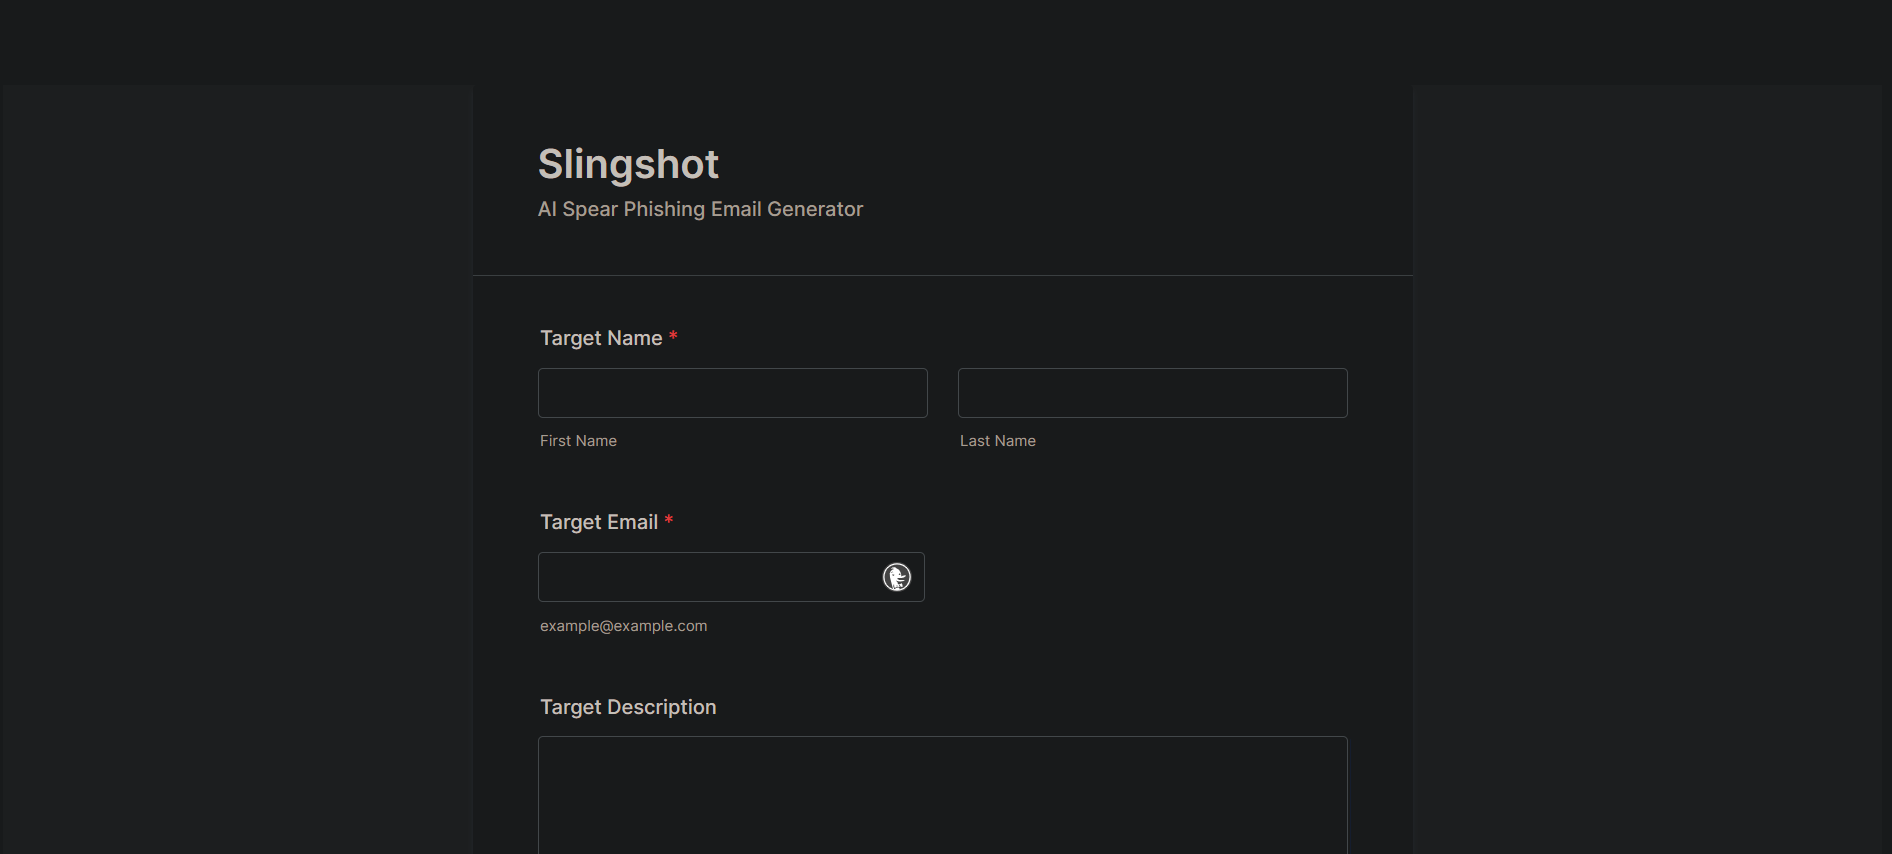 Slingshot
AI Spear Phishing Email Generator
Target Name *
First Name
Last Name
Target Email *
example@example.com
Target Description